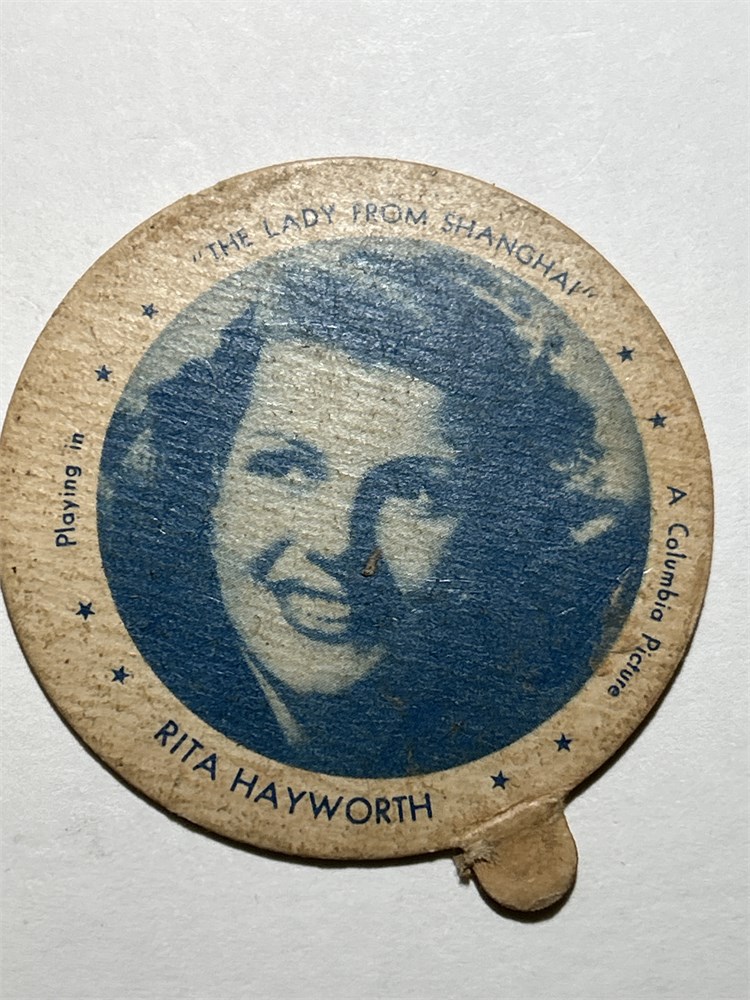 RITA HAYWORTH
Playing in
"THE LADY FROM SHANGHAI"
A Columbia Picture